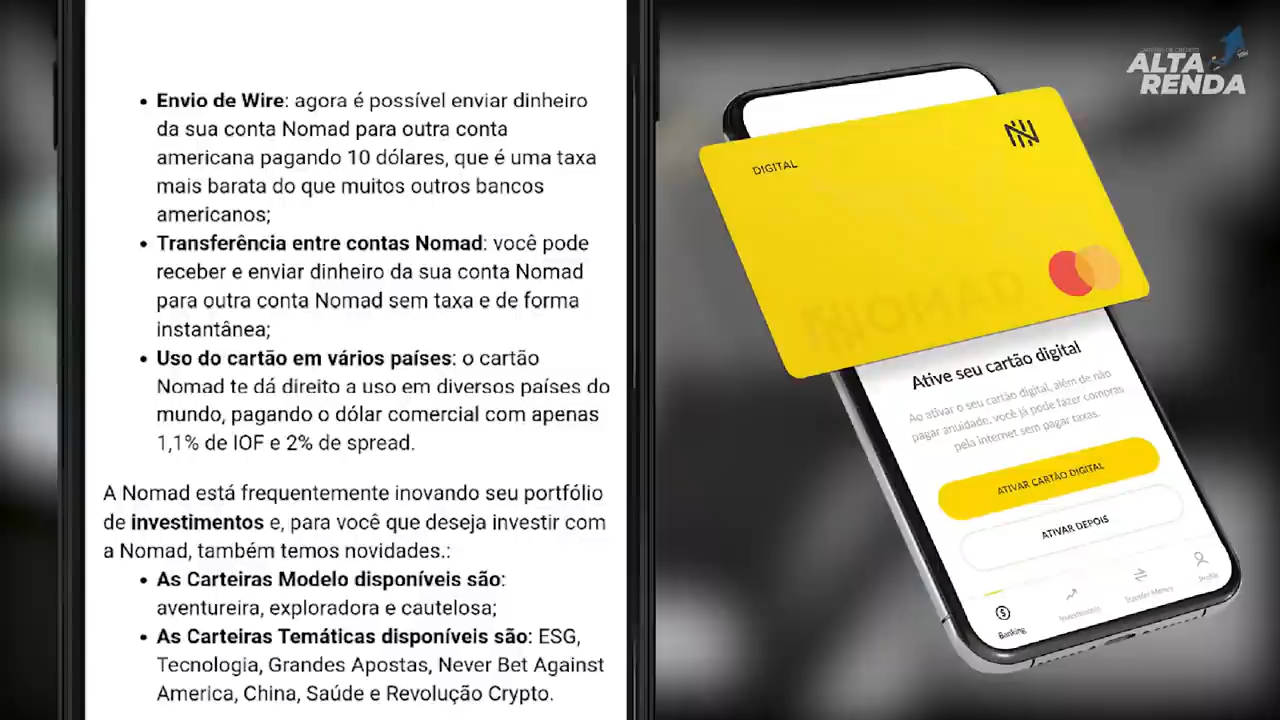 Envio de Wire: agora é possível enviar dinheiro
da sua conta Nomad para outra conta
americana pagando 10 dólares, que é uma taxa
mais barata do que muitos outros bancos
americanos;
Transferência entre contas Nomad: você pode
receber e enviar dinheiro da sua conta Nomad
para outra conta Nomad sem taxa e de forma
instantânea;
Uso do cartão em vários países: o cartão
Nomad te dá direito a uso em diversos países do
mundo, pagando o dólar comercial com apenas
1,1% de IOF e 2% de spread.
A Nomad está frequentemente inovando seu portfólio
de investimentos e, para você que deseja investir com
a Nomad, também temos novidades.:
As Carteiras Modelo disponíveis são:
aventureira, exploradora e cautelosa;
As Carteiras Temáticas disponíveis são: ESG,
Tecnologia, Grandes Apostas, Never Bet Against
America, China, Saúde e Revolução Crypto.
ALTA
RENDA
DIGITAL
NOMAD
Ative seu cartão digital
Ao ativar o seu cartão digital, além de não
pagar anuidade, você já pode fazer compras
pela internet sem pagar taxas.
ATIVAR CARTÃO DIGITAL
ATIVAR DEPOIS
Banking
Investments
Transfer Money
Profile